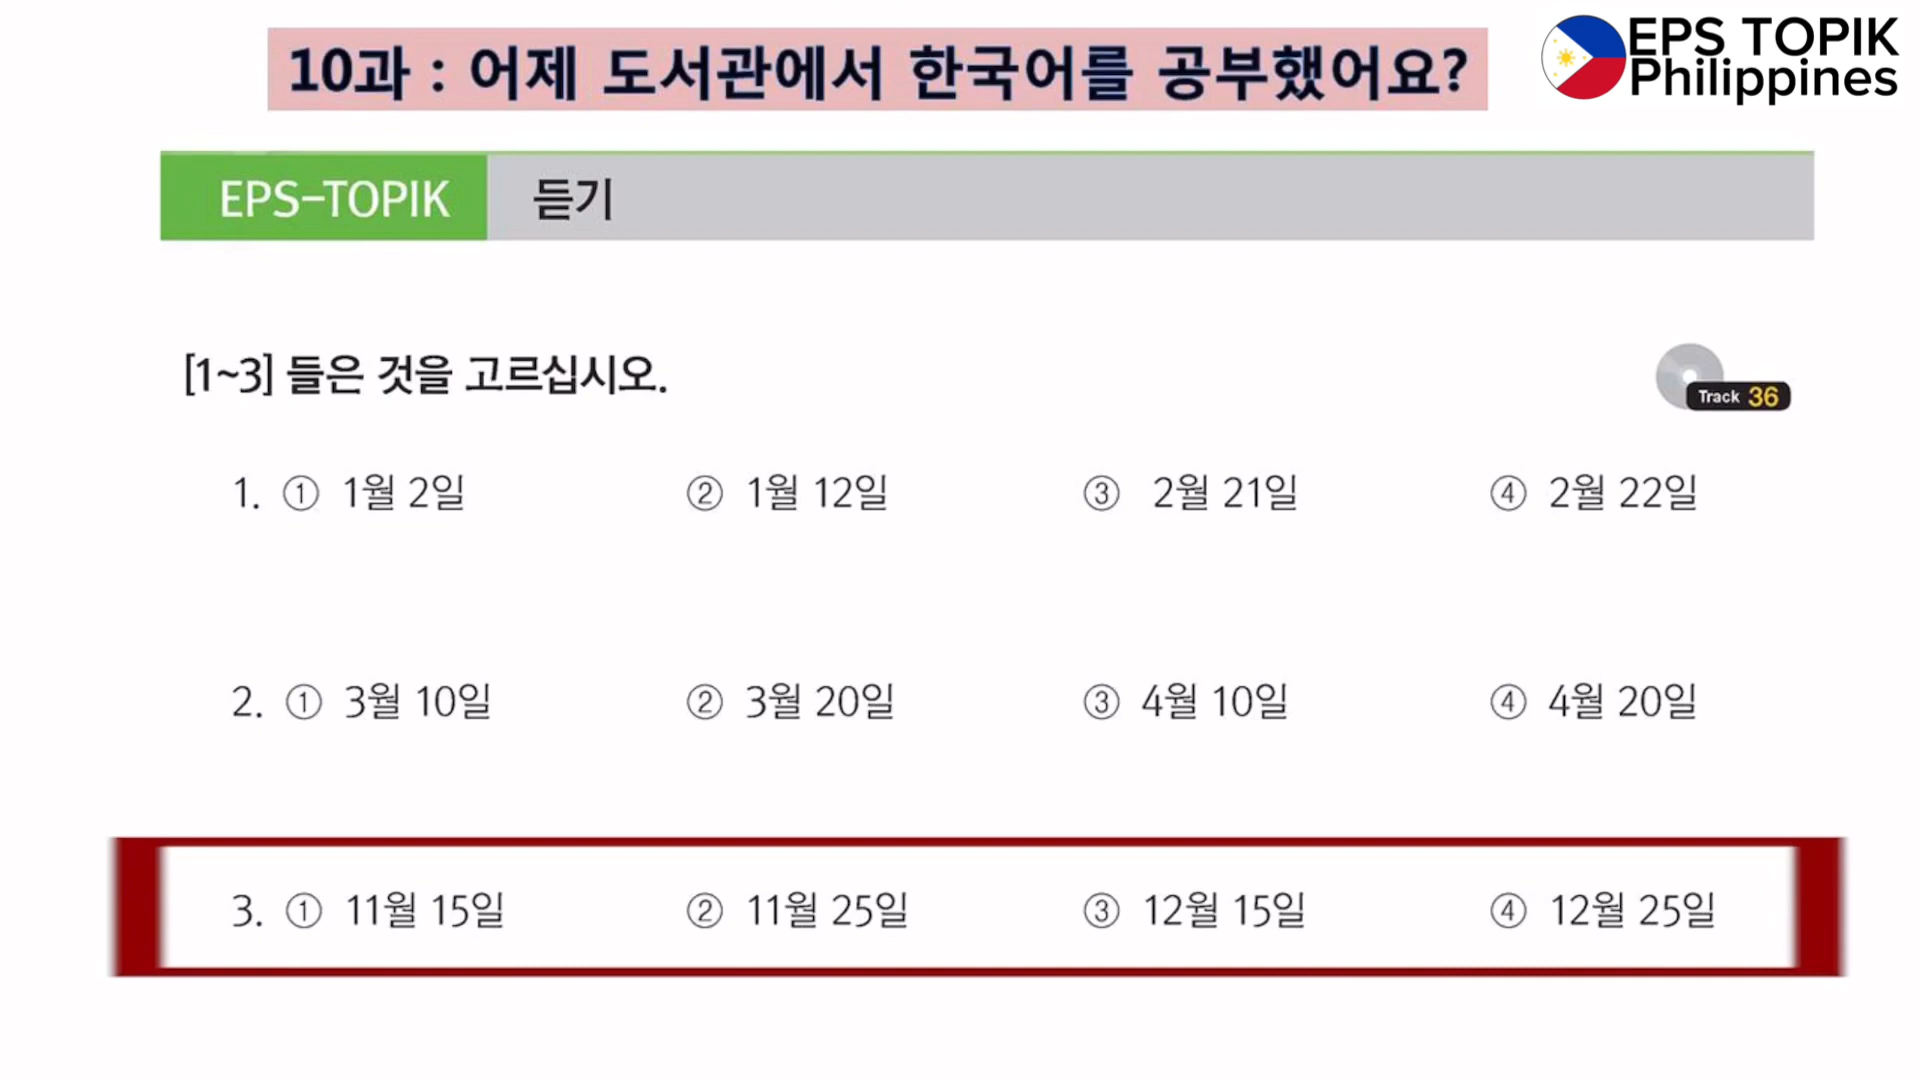 10과 : 어제 도서관에서 한국어를 공부했어요?
EPS TOPIK
Philippines
EPS-TOPIK 듣기
[1~3] 들은 것을 고르십시오.
Track 36
1. ① 1월 2일 ② 1월 12일 ③ 2월 21일 ④ 2월 22일
2. ① 3월 10일 ② 3월 20일 ③ 4월 10일 ④ 4월 20일
3. ① 11월 15일 ② 11월 25일 ③ 12월 15일 ④ 12월 25일